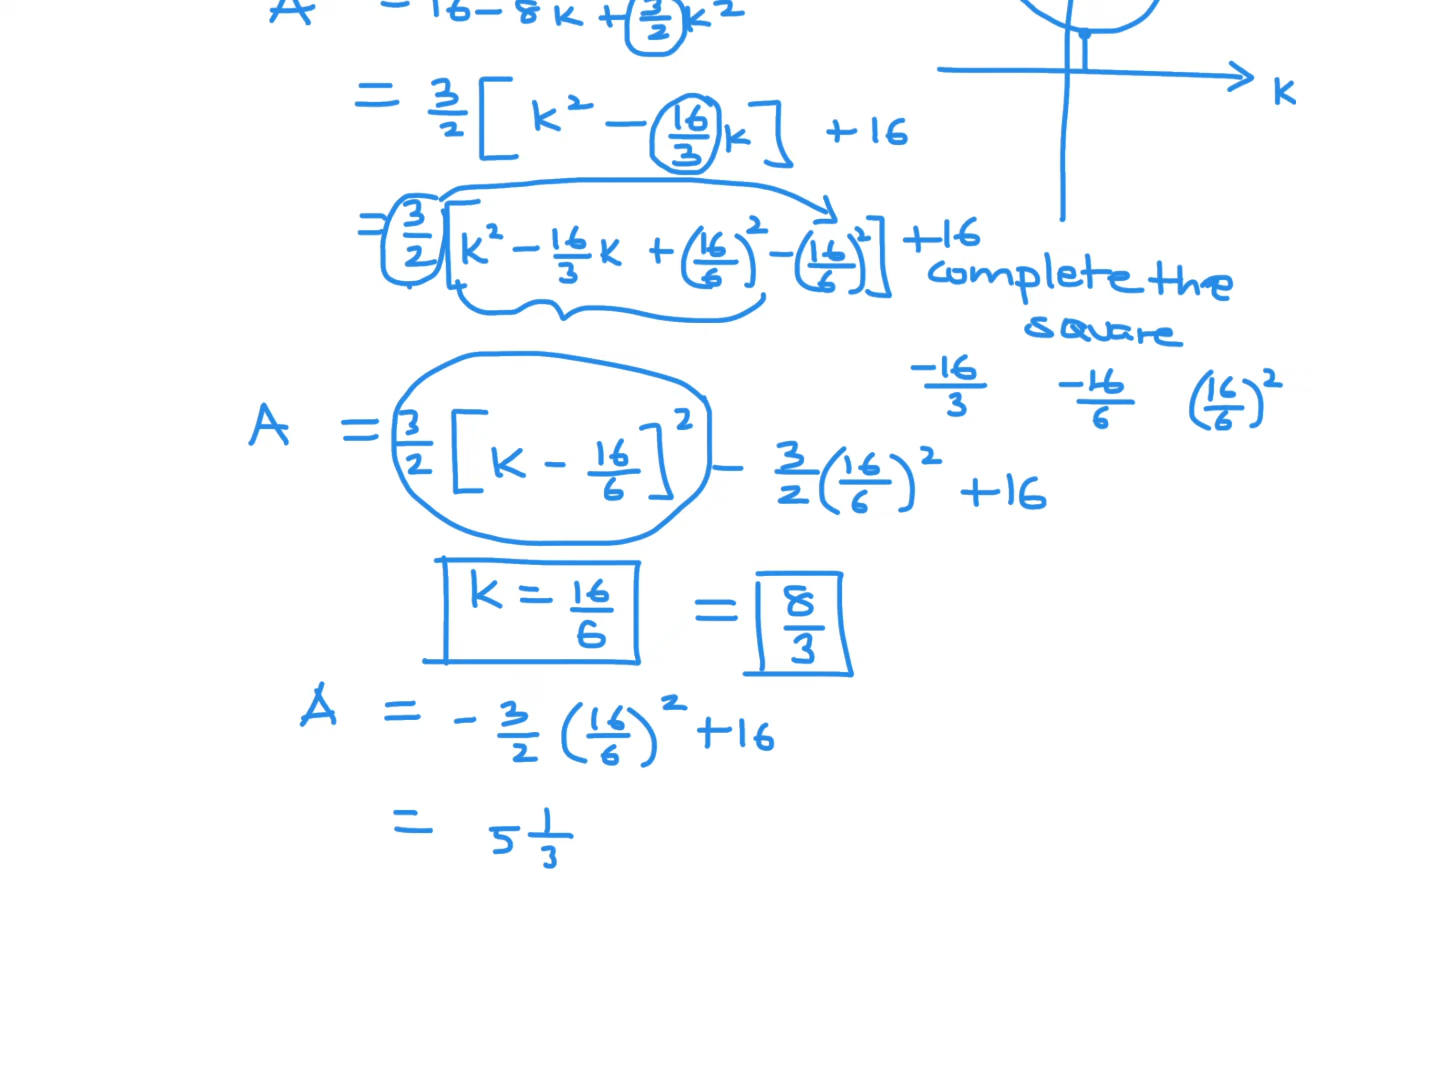 A = 16 - 8k + 3/2 k²
= 3/2 [ k² - 16/3 k ] + 16
k
= 3/2 [ k² - 16/3 k + (16/6)² - (16/6)² ] + 16
complete the
square
-16/3 -16/6 (16/6)²
A = 3/2 [ k - 16/6 ]² - 3/2 (16/6)² + 16
k = 16/6 = 8/3
A = - 3/2 (16/6)² + 16
= 5 1/3